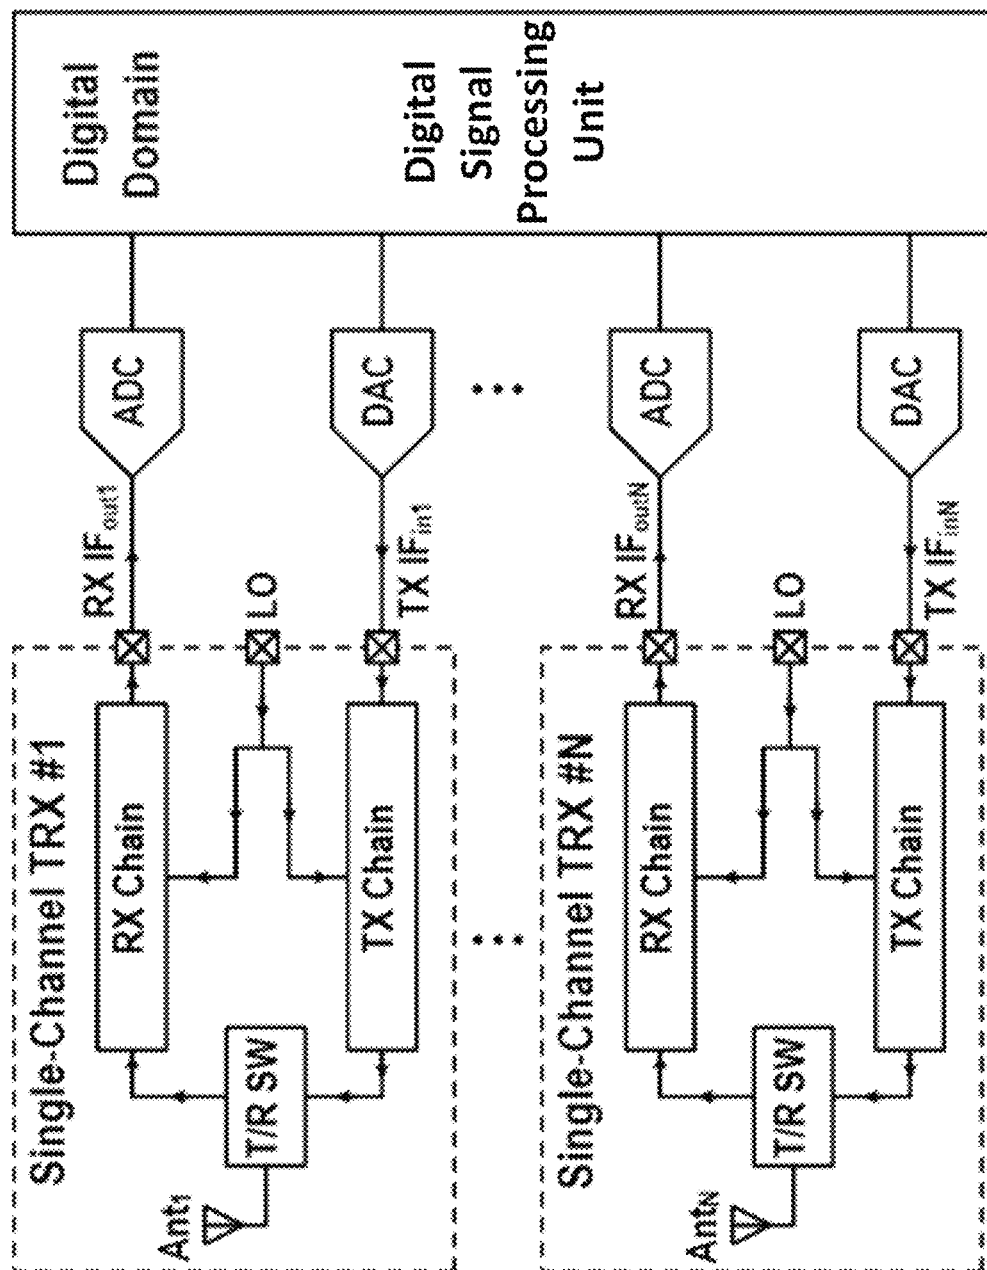 Single-Channel TRX #1
Ant1
T/R SW
RX Chain
TX Chain
RX IFout1
LO
TX IFin1
ADC
DAC
Digital
Domain
Digital
Signal
Processing
Unit
Single-Channel TRX #N
AntN
T/R SW
RX Chain
TX Chain
RX IFoutN
LO
TX IFinN
ADC
DAC